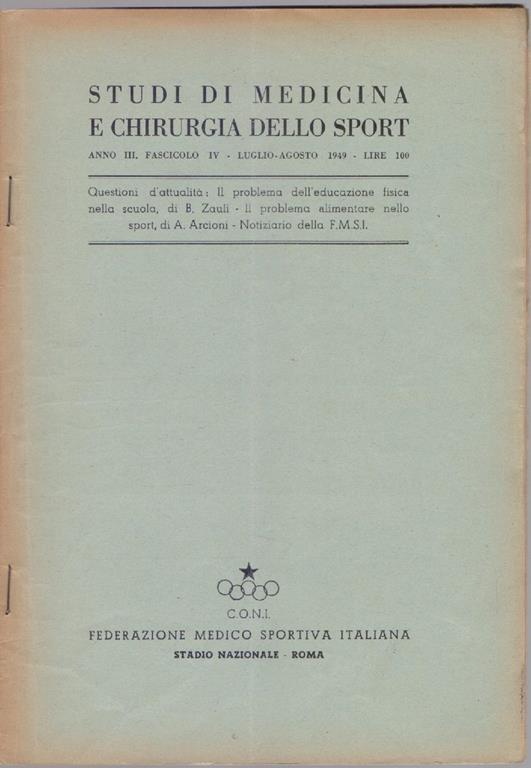 STUDI DI MEDICINA
E CHIRURGIA DELLO SPORT
ANNO III. FASCICOLO IV - LUGLIO-AGOSTO 1949 - LIRE 100
Questioni d'attualità: Il problema dell'educazione fisica
nella scuola, di B. Zauli - Il problema alimentare nello
sport, di A. Arcioni - Notiziario della F.M.S.I.
C.O.N.I.
FEDERAZIONE MEDICO SPORTIVA ITALIANA
STADIO NAZIONALE - ROMA